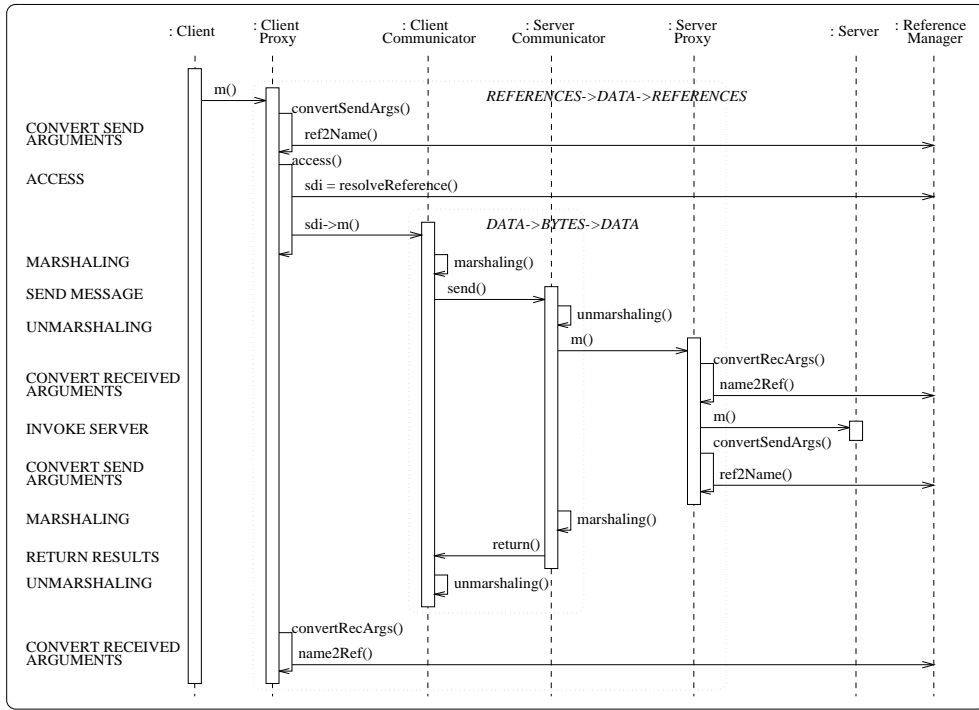 : Client
: Client
Proxy
: Client
Communicator
: Server
Communicator
: Server
Proxy
: Server
: Reference
Manager
m()
REFERENCES->DATA->REFERENCES
convertSendArgs()
CONVERT SEND
ARGUMENTS
ref2Name()
access()
ACCESS
sdi = resolveReference()
sdi->m()
DATA->BYTES->DATA
MARSHALING
marshaling()
SEND MESSAGE
send()
UNMARSHALING
unmarshaling()
m()
convertRecArgs()
CONVERT RECEIVED
ARGUMENTS
name2Ref()
INVOKE SERVER
m()
convertSendArgs()
CONVERT SEND
ARGUMENTS
ref2Name()
MARSHALING
marshaling()
RETURN RESULTS
return()
UNMARSHALING
unmarshaling()
convertRecArgs()
CONVERT RECEIVED
ARGUMENTS
name2Ref()